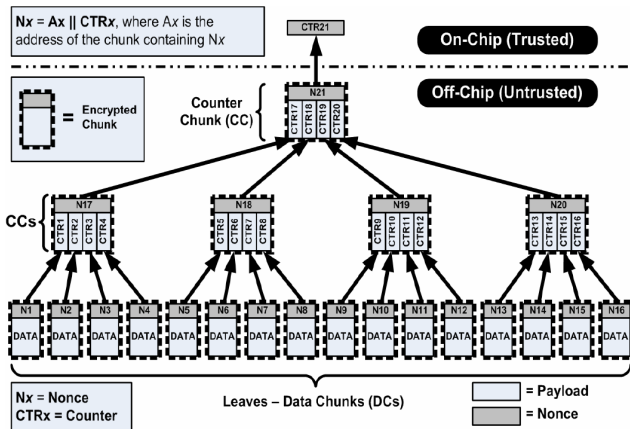 Nx = Ax || CTRx, where Ax is the
address of the chunk containing Nx
CTR21
On-Chip (Trusted)
Off-Chip (Untrusted)
= Encrypted
Chunk
Counter
Chunk (CC)
N21
CTR17
CTR18
CTR19
CTR20
CCs
N17
CTR1
CTR2
CTR3
CTR4
N18
CTR5
CTR6
CTR7
CTR8
N19
CTR9
CTR10
CTR11
CTR12
N20
CTR13
CTR14
CTR15
CTR16
N1 N2 N3 N4 N5 N6 N7 N8 N9 N10 N11 N12 N13 N14 N15 N16
DATA DATA DATA DATA DATA DATA DATA DATA DATA DATA DATA DATA DATA DATA DATA DATA
Nx = Nonce
CTRx = Counter
Leaves – Data Chunks (DCs)
= Payload
= Nonce